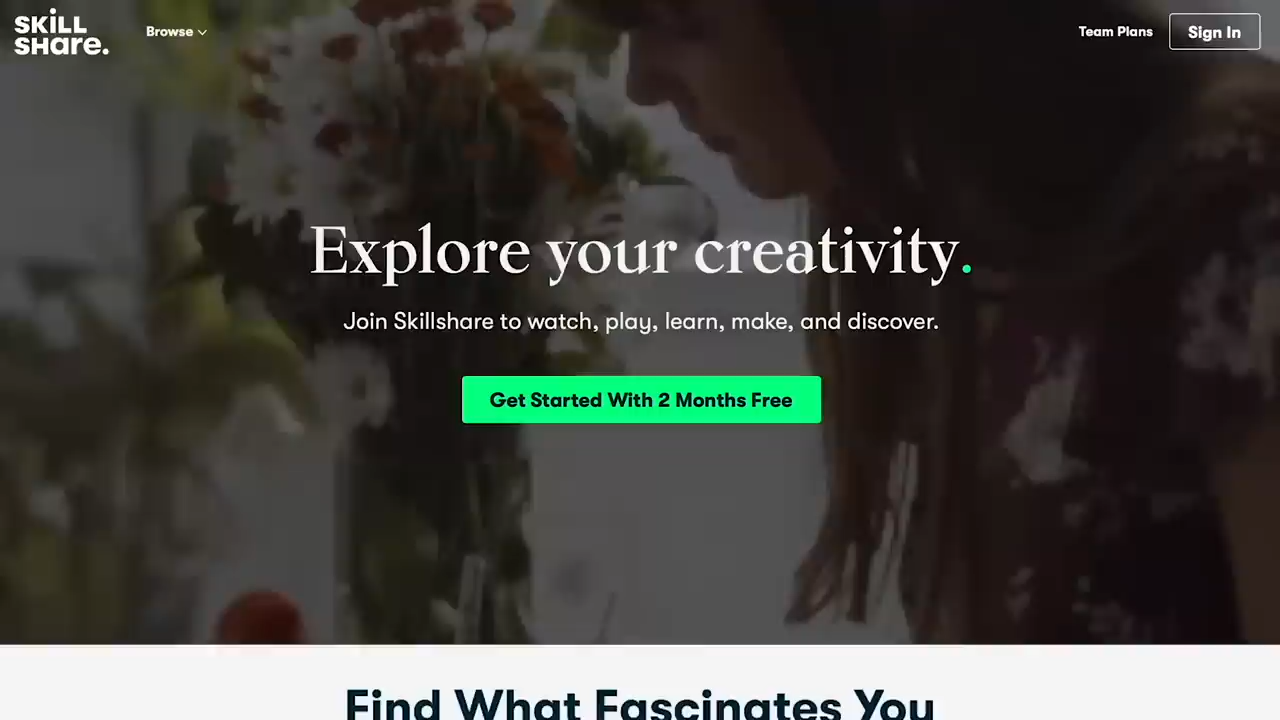 SKILL
SHare.
Browse
Team Plans
Sign In
Explore your creativity.
Join Skillshare to watch, play, learn, make, and discover.
Get Started With 2 Months Free
Find What Fascinates You